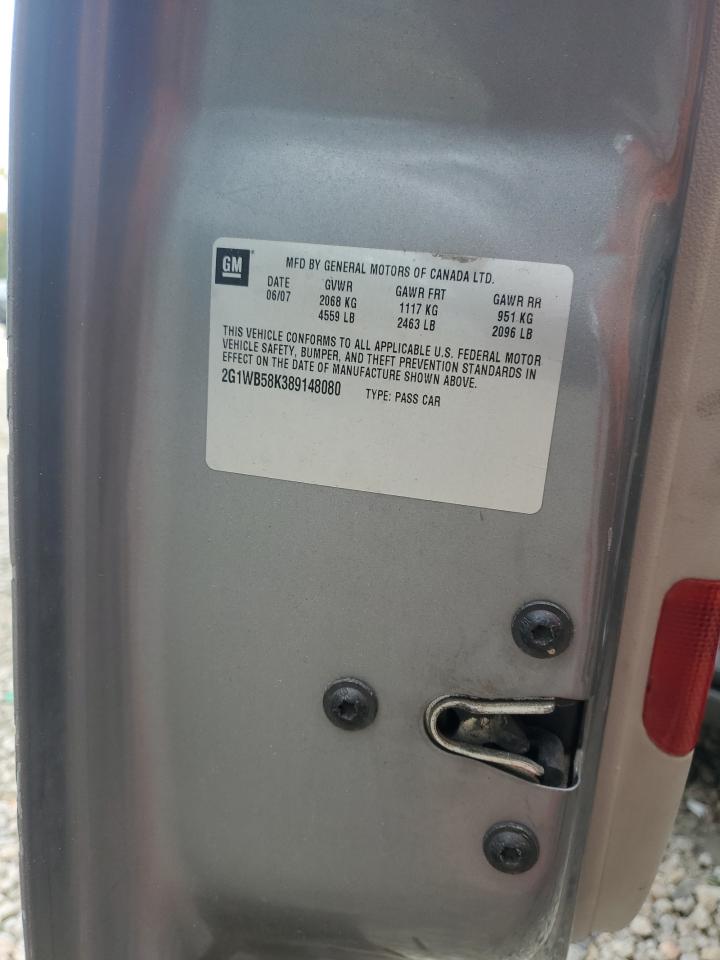 GM MFD BY GENERAL MOTORS OF CANADA LTD.
DATE GVWR GAWR FRT GAWR RR
06/07 2068 KG 1117 KG 951 KG
4559 LB 2463 LB 2096 LB
THIS VEHICLE CONFORMS TO ALL APPLICABLE U.S. FEDERAL MOTOR
VEHICLE SAFETY, BUMPER, AND THEFT PREVENTION STANDARDS IN
EFFECT ON THE DATE OF MANUFACTURE SHOWN ABOVE.
2G1WB58K389148080 TYPE: PASS CAR